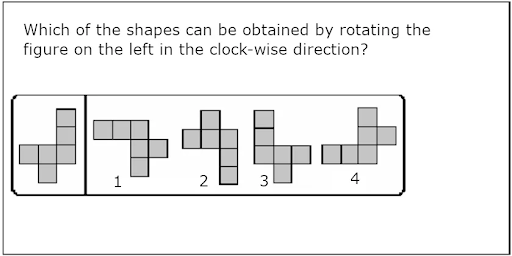 Which of the shapes can be obtained by rotating the
figure on the left in the clock-wise direction?
1 2 3 4